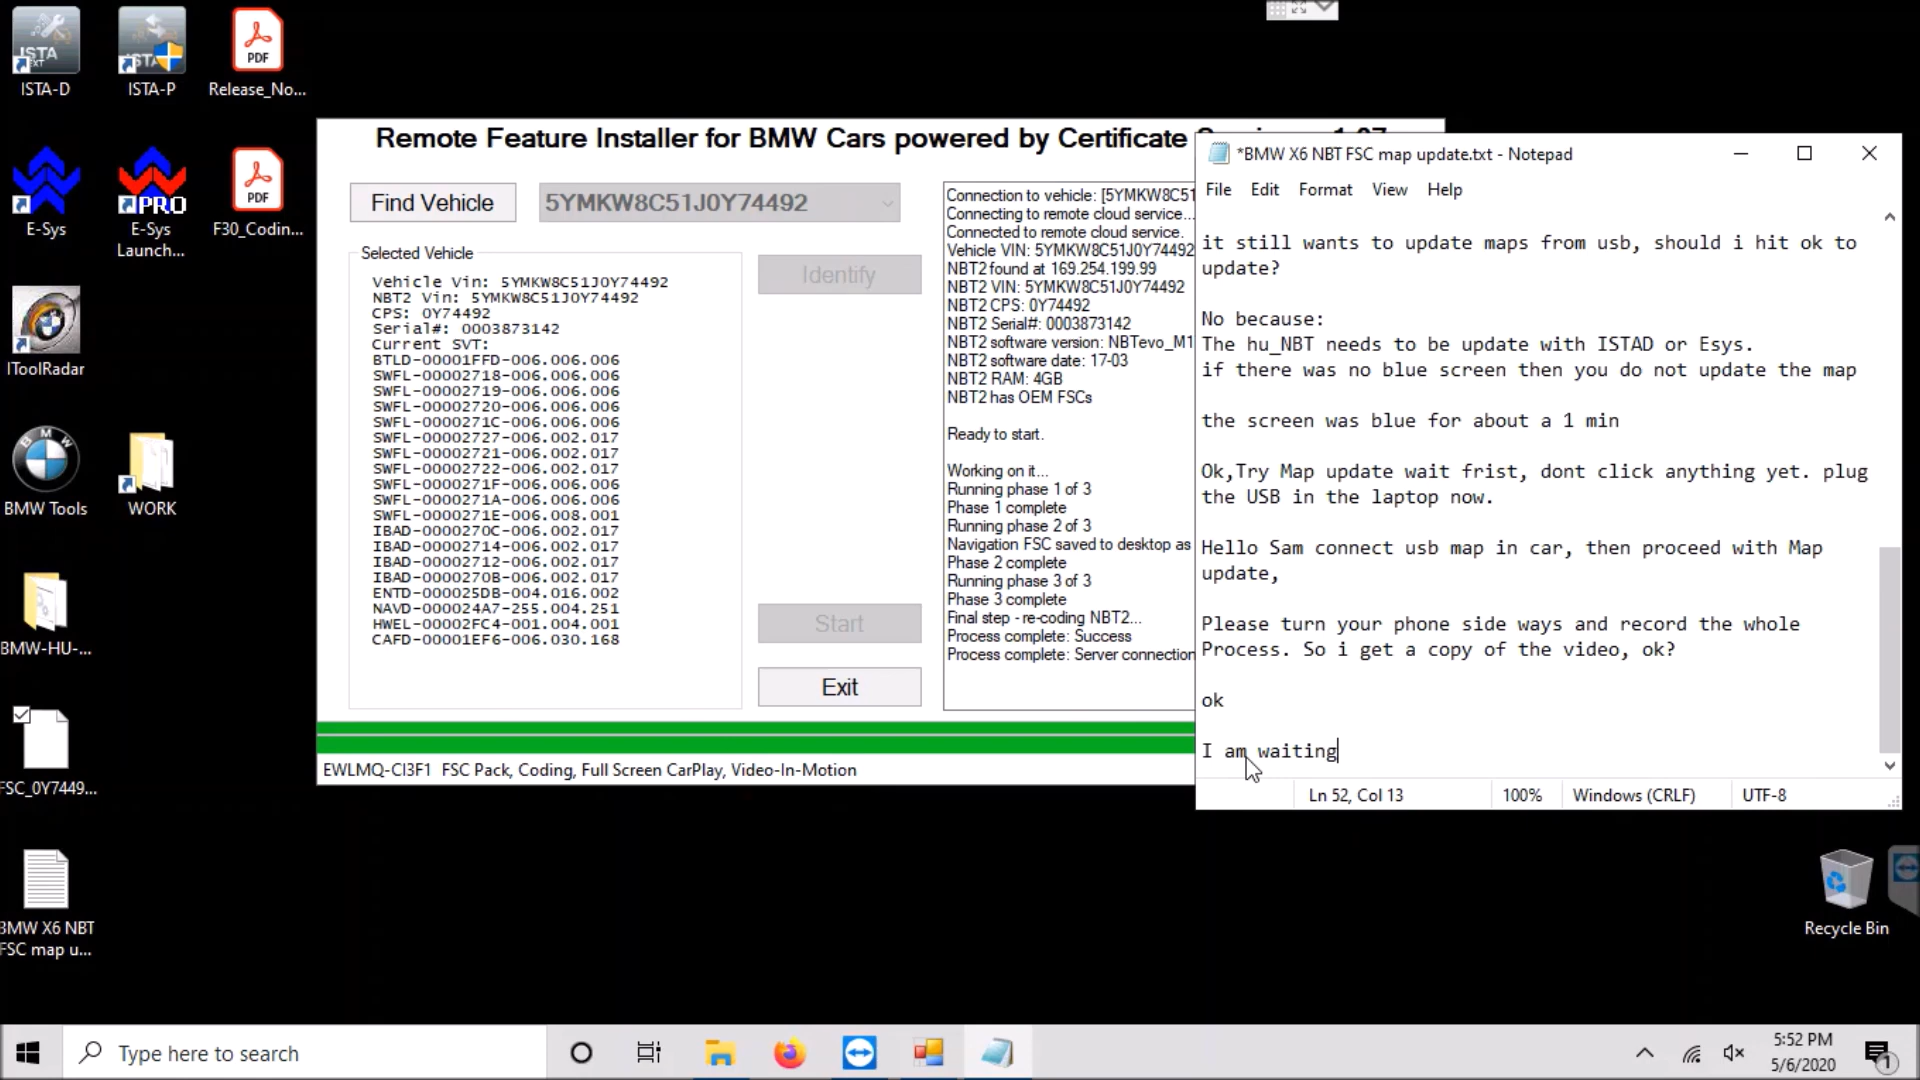 ISTA-D
ISTA-P
Release_No...
E-Sys
E-Sys
Launch...
PRO
F30_Codin...
IToolRadar
BMW Tools
WORK
BMW-HU-...
FSC_0Y7449...
BMW X6 NBT
FSC map u...
Remote Feature Installer for BMW Cars powered by Certificate
Find Vehicle
5YMKW8C51J0Y74492
Selected Vehicle
Vehicle Vin: 5YMKW8C51J0Y74492
NBT2 Vin: 5YMKW8C51J0Y74492
CPS: 0Y74492
Serial#: 0003873142
Current SVT:
BTLD-00001FFD-006.006.006
SWFL-00002718-006.006.006
SWFL-00002719-006.006.006
SWFL-00002720-006.006.006
SWFL-0000271C-006.006.006
SWFL-00002727-006.002.017
SWFL-00002721-006.002.017
SWFL-00002722-006.002.017
SWFL-0000271F-006.006.006
SWFL-0000271A-006.006.006
SWFL-0000271E-006.008.001
IBAD-0000270C-006.002.017
IBAD-00002714-006.002.017
IBAD-00002712-006.002.017
IBAD-0000270B-006.002.017
ENTD-000025DB-004.016.002
NAVD-000024A7-255.004.251
HWEL-00002FC4-001.004.001
CAFD-00001EF6-006.030.168
Identify
Start
Exit
Connection to vehicle: [5YMKW8C51
Connecting to remote cloud service...
Connected to remote cloud service.
Vehicle VIN: 5YMKW8C51J0Y74492
NBT2 found at 169.254.199.99
NBT2 VIN: 5YMKW8C51J0Y74492
NBT2 CPS: 0Y74492
NBT2 Serial#: 0003873142
NBT2 software version: NBTevo_M1
NBT2 software date: 17-03
NBT2 RAM: 4GB
NBT2 has OEM FSCs
Ready to start.
Working on it...
Running phase 1 of 3
Phase 1 complete
Running phase 2 of 3
Navigation FSC saved to desktop as
Phase 2 complete
Running phase 3 of 3
Phase 3 complete
Final step - re-coding NBT2...
Process complete: Success
Process complete: Server connection
EWLMQ-CI3F1 FSC Pack, Coding, Full Screen CarPlay, Video-In-Motion
*BMW X6 NBT FSC map update.txt - Notepad
File Edit Format View Help
it still wants to update maps from usb, should i hit ok to
update?
No because:
The hu_NBT needs to be update with ISTAD or Esys.
if there was no blue screen then you do not update the map
the screen was blue for about a 1 min
Ok,Try Map update wait frist, dont click anything yet. plug
the USB in the laptop now.
Hello Sam connect usb map in car, then proceed with Map
update,
Please turn your phone side ways and record the whole
Process. So i get a copy of the video, ok?
ok
I am waiting
Ln 52, Col 13
100%
Windows (CRLF)
UTF-8
Recycle Bin
Type here to search
5:52 PM
5/6/2020
1